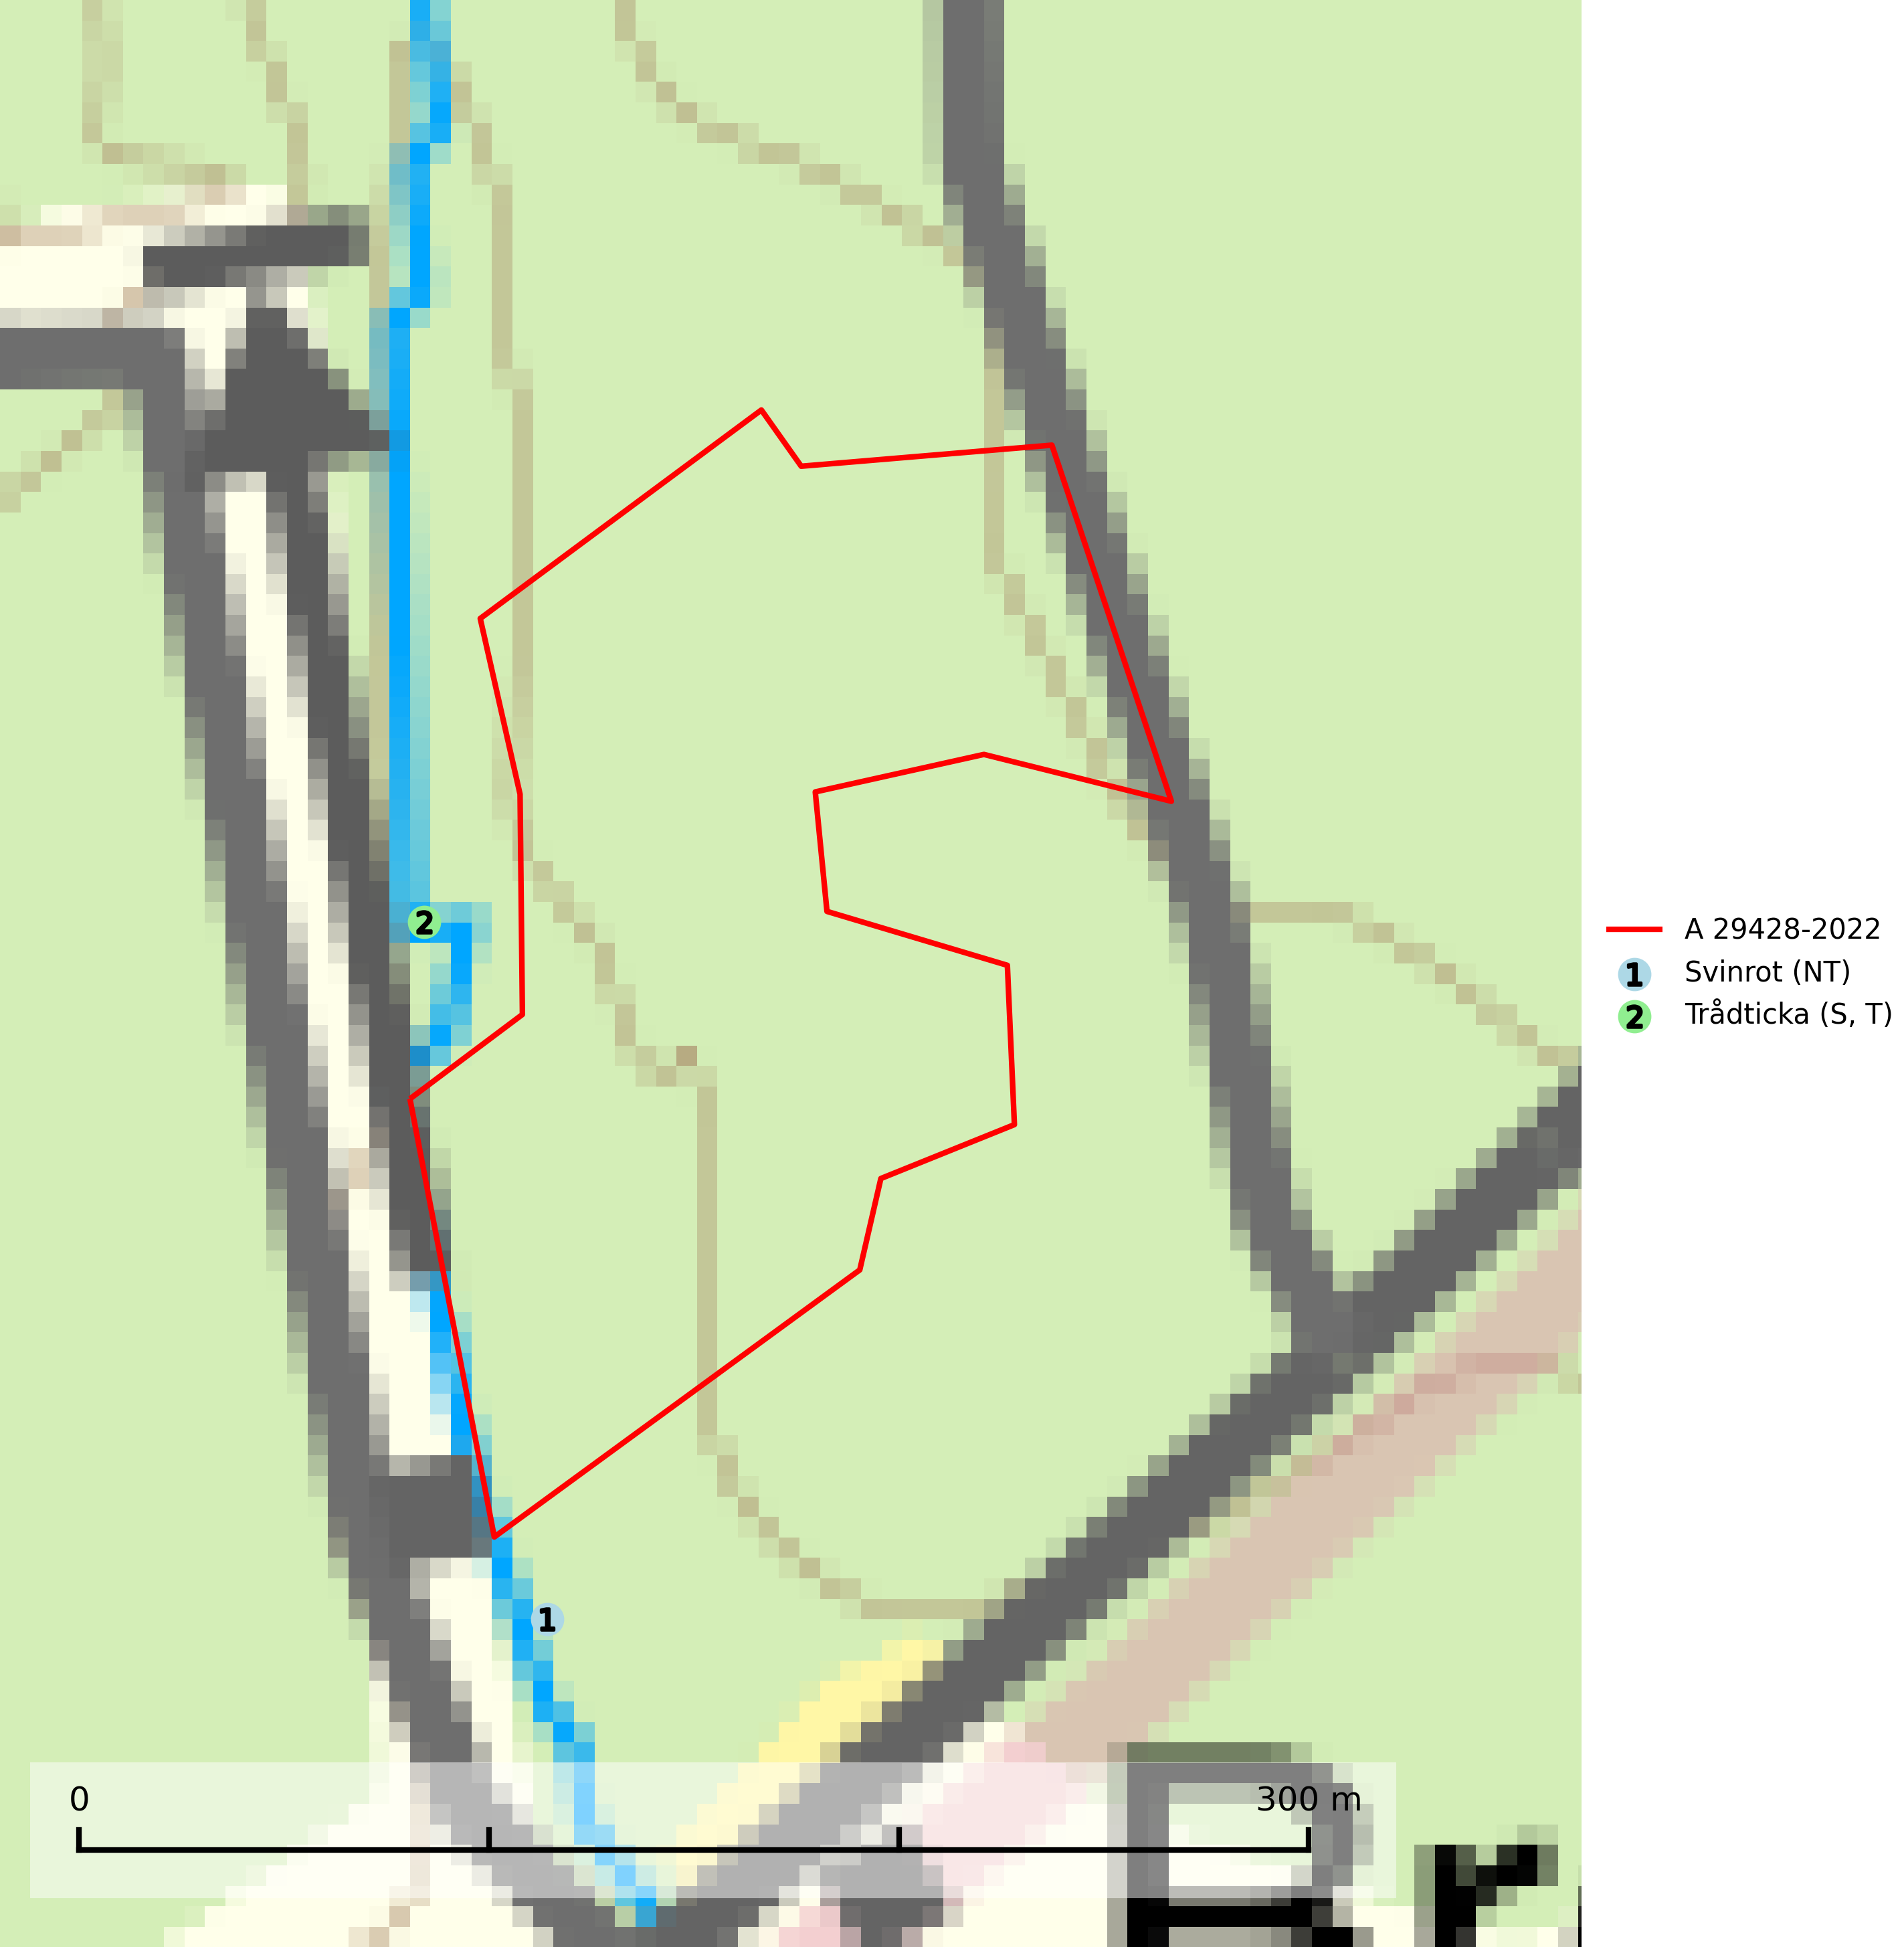 2
A 29428-2022
1 Svinrot (NT)
2 Trådticka (S, T)
1
0 300 m